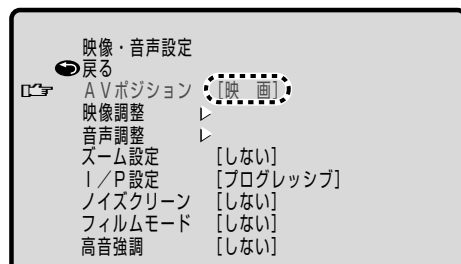 映像・音声設定
戻る
ＡＶポジション [映　画]
映像調整
音声調整
ズーム設定 [しない]
Ｉ／Ｐ設定 [プログレッシブ]
ノイズクリーン [しない]
フィルムモード [しない]
高音強調 [しない]